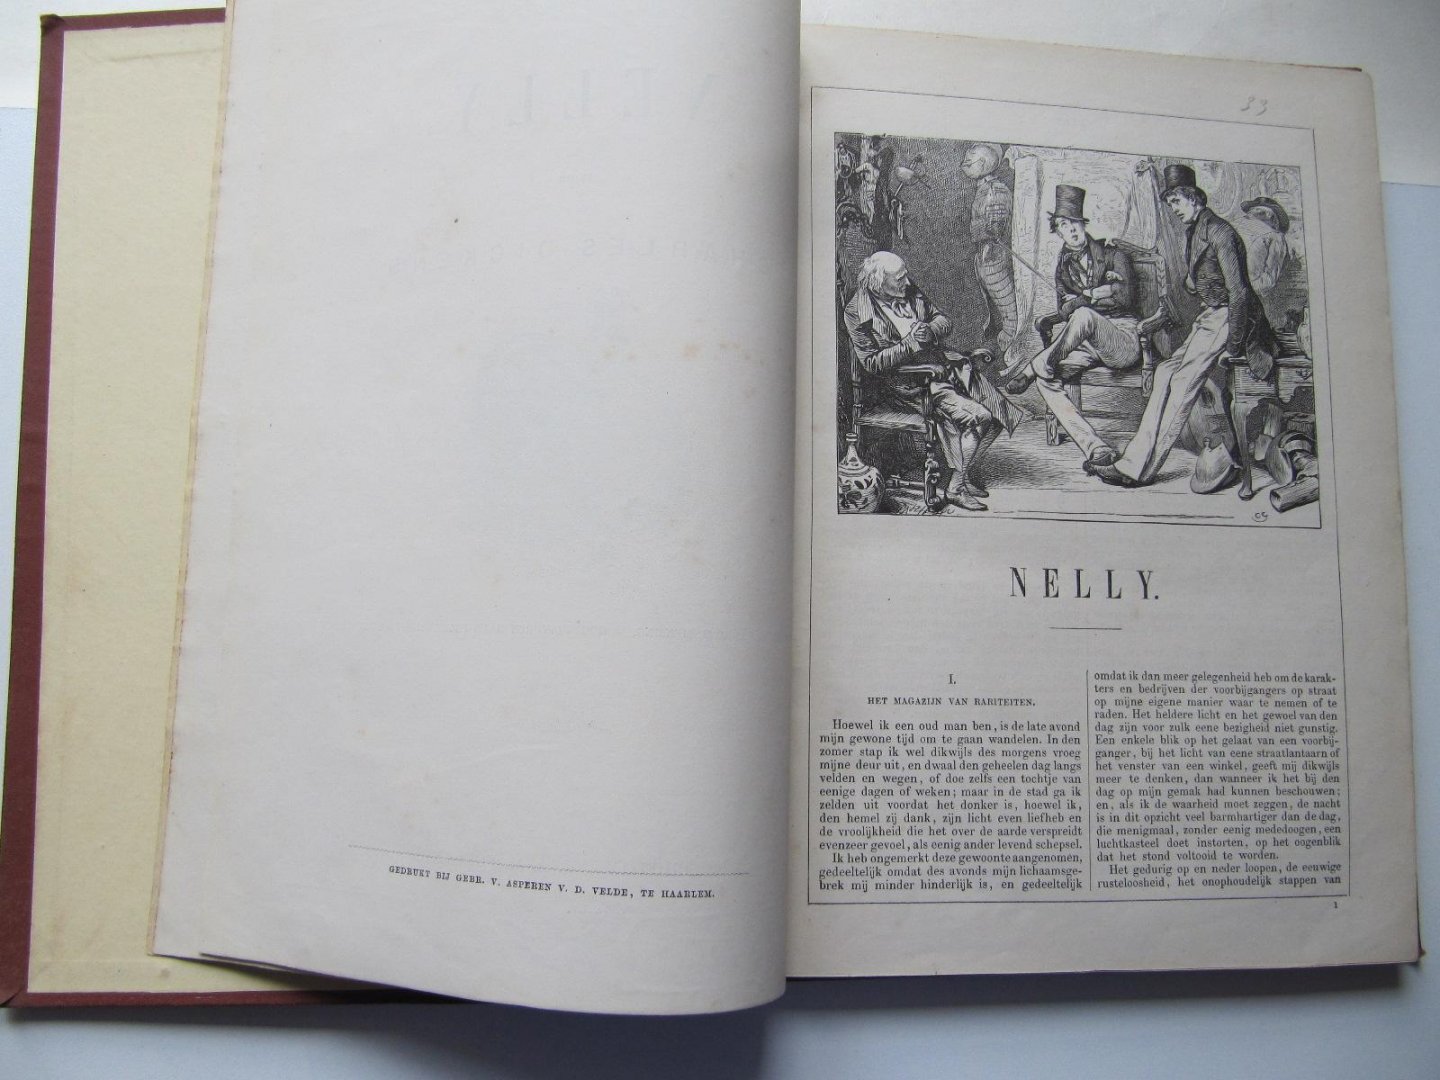 GEDRUKT BIJ GEBR. V. ASPEREN V. D. VELDE, TE HAARLEM.
33
CG
NELLY.
I.
HET MAGAZIJN VAN RARITEITEN.
Hoewel ik een oud man ben, is de late avond
mijn gewone tijd om te gaan wandelen. In den
zomer stap ik wel dikwijls des morgens vroeg
mijne deur uit, en dwaal den geheelen dag langs
velden en wegen, of doe zelfs een tochtje van
eenige dagen of weken; maar in de stad ga ik
zelden uit voordat het donker is, hoewel ik,
den hemel zij dank, zijn licht even liefheb en
de vroolijkheid die het over de aarde verspreidt
evenzeer gevoel, als eenig ander levend schepsel.
Ik heb ongemerkt deze gewoonte aangenomen,
gedeeltelijk omdat des avonds mijn lichaamsge-
brek mij minder hinderlijk is, en gedeeltelijk
omdat ik dan meer gelegenheid heb om de karak-
ters en bedrijven der voorbijgangers op straat
op mijne eigene manier waar te nemen of te
raden. Het heldere licht en het gewoel van den
dag zijn voor zulk eene bezigheid niet gunstig.
Een enkele blik op het gelaat van een voorbij-
ganger, bij het licht van eene straatlantaarn of
het venster van een winkel, geeft mij dikwijls
meer te denken, dan wanneer ik het bij den
dag op mijn gemak had kunnen beschouwen;
en, als ik de waarheid moet zeggen, de nacht
is in dit opzicht veel barmhartiger dan de dag,
die menigmaal, zonder eenig mededoogen, een
luchtkasteel doet instorten, op het oogenblik
dat het stond voltooid te worden.
Het gedurig op en neder loopen, de eeuwige
rusteloosheid, het onophoudelijk stappen van
1